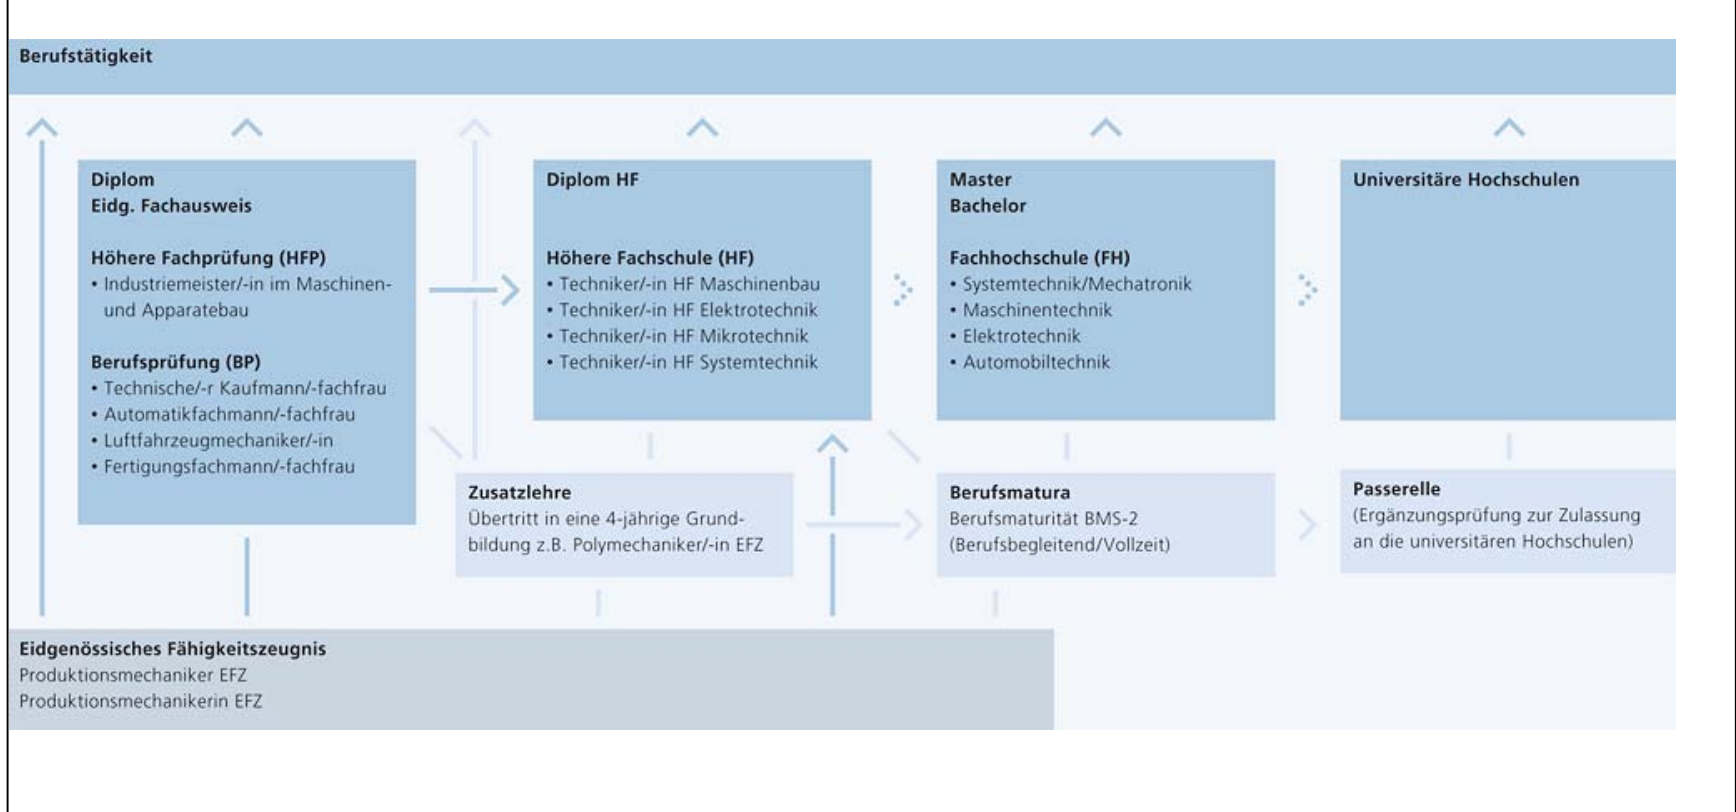 Berufstätigkeit
Diplom
Eidg. Fachausweis
Höhere Fachprüfung (HFP)
• Industriemeister/-in im Maschinen-
und Apparatebau
Berufsprüfung (BP)
• Technische/-r Kaufmann/-fachfrau
• Automatikfachmann/-fachfrau
• Luftfahrzeugmechaniker/-in
• Fertigungsfachmann/-fachfrau
Diplom HF
Höhere Fachschule (HF)
• Techniker/-in HF Maschinenbau
• Techniker/-in HF Elektrotechnik
• Techniker/-in HF Mikrotechnik
• Techniker/-in HF Systemtechnik
Master
Bachelor
Fachhochschule (FH)
• Systemtechnik/Mechatronik
• Maschinentechnik
• Elektrotechnik
• Automobiltechnik
Universitäre Hochschulen
Zusatzlehre
Übertritt in eine 4-jährige Grund-
bildung z.B. Polymechaniker/-in EFZ
Berufsmatura
Berufsmaturität BMS-2
(Berufsbegleitend/Vollzeit)
Passerelle
(Ergänzungsprüfung zur Zulassung
an die universitären Hochschulen)
Eidgenössisches Fähigkeitszeugnis
Produktionsmechaniker EFZ
Produktionsmechanikerin EFZ